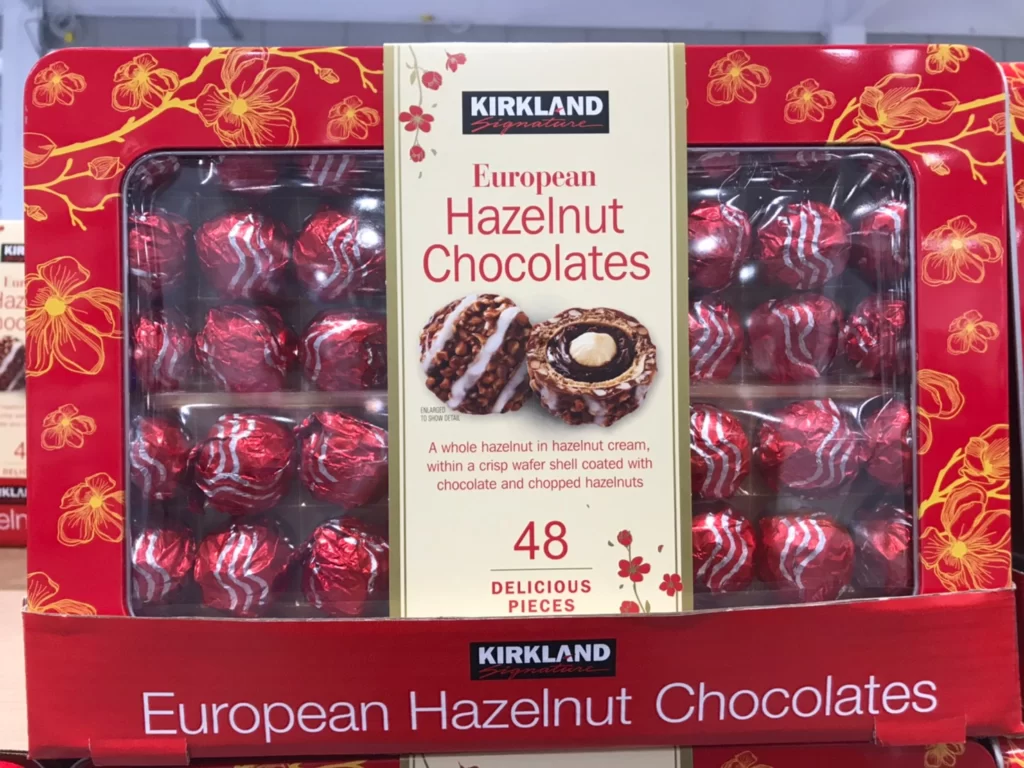 KIRKLAND
Signature
European
Hazelnut
Chocolates
ENLARGED
TO SHOW DETAIL
A whole hazelnut in hazelnut cream,
within a crisp wafer shell coated with
chocolate and chopped hazelnuts
48
DELICIOUS
PIECES
KIRKLAND
Signature
European Hazelnut Chocolates